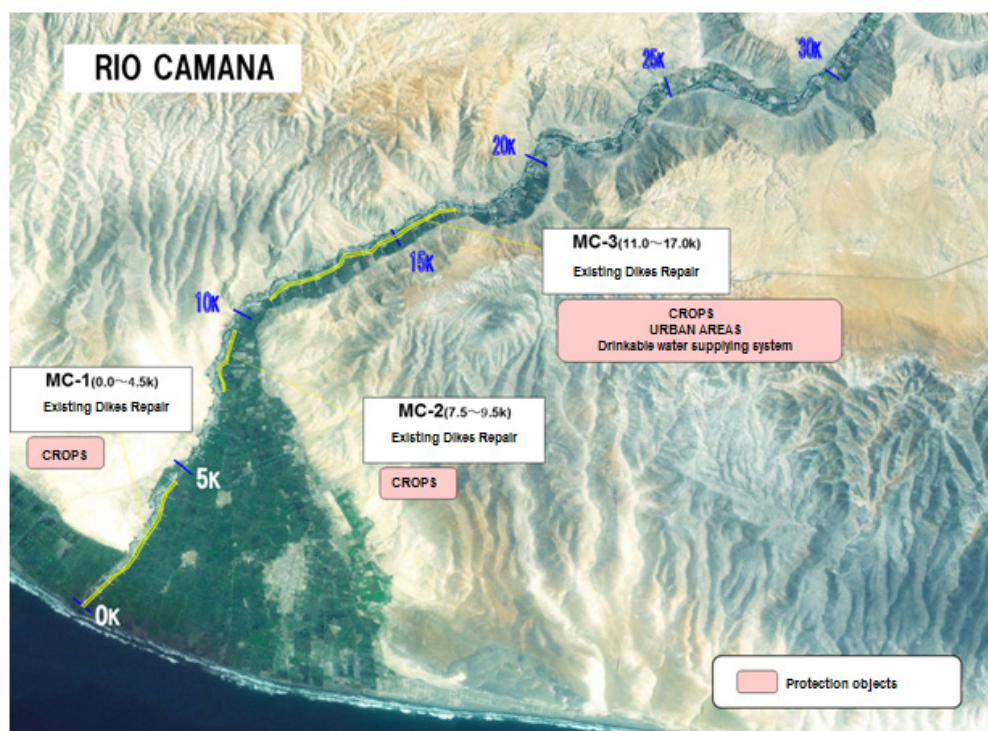 RIO CAMANA
30K
25K
20K
MC-3(11.0～17.0k)
Existing Dikes Repair
15K
CROPS
URBAN AREAS
Drinkable water supplying system
10K
MC-1(0.0～4.5k)
Existing Dikes Repair
CROPS
MC-2(7.5～9.5k)
Existing Dikes Repair
CROPS
5K
0K
Protection objects